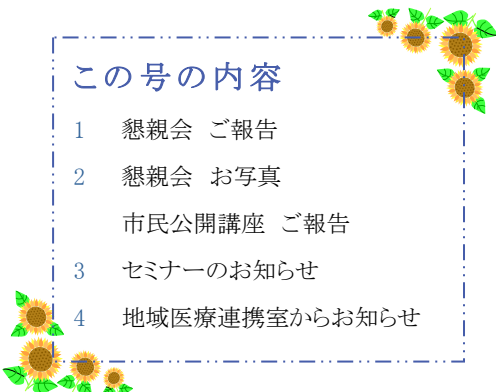 この号の内容
1 懇親会 ご報告
2 懇親会 お写真
市民公開講座 ご報告
3 セミナーのお知らせ
4 地域医療連携室からお知らせ